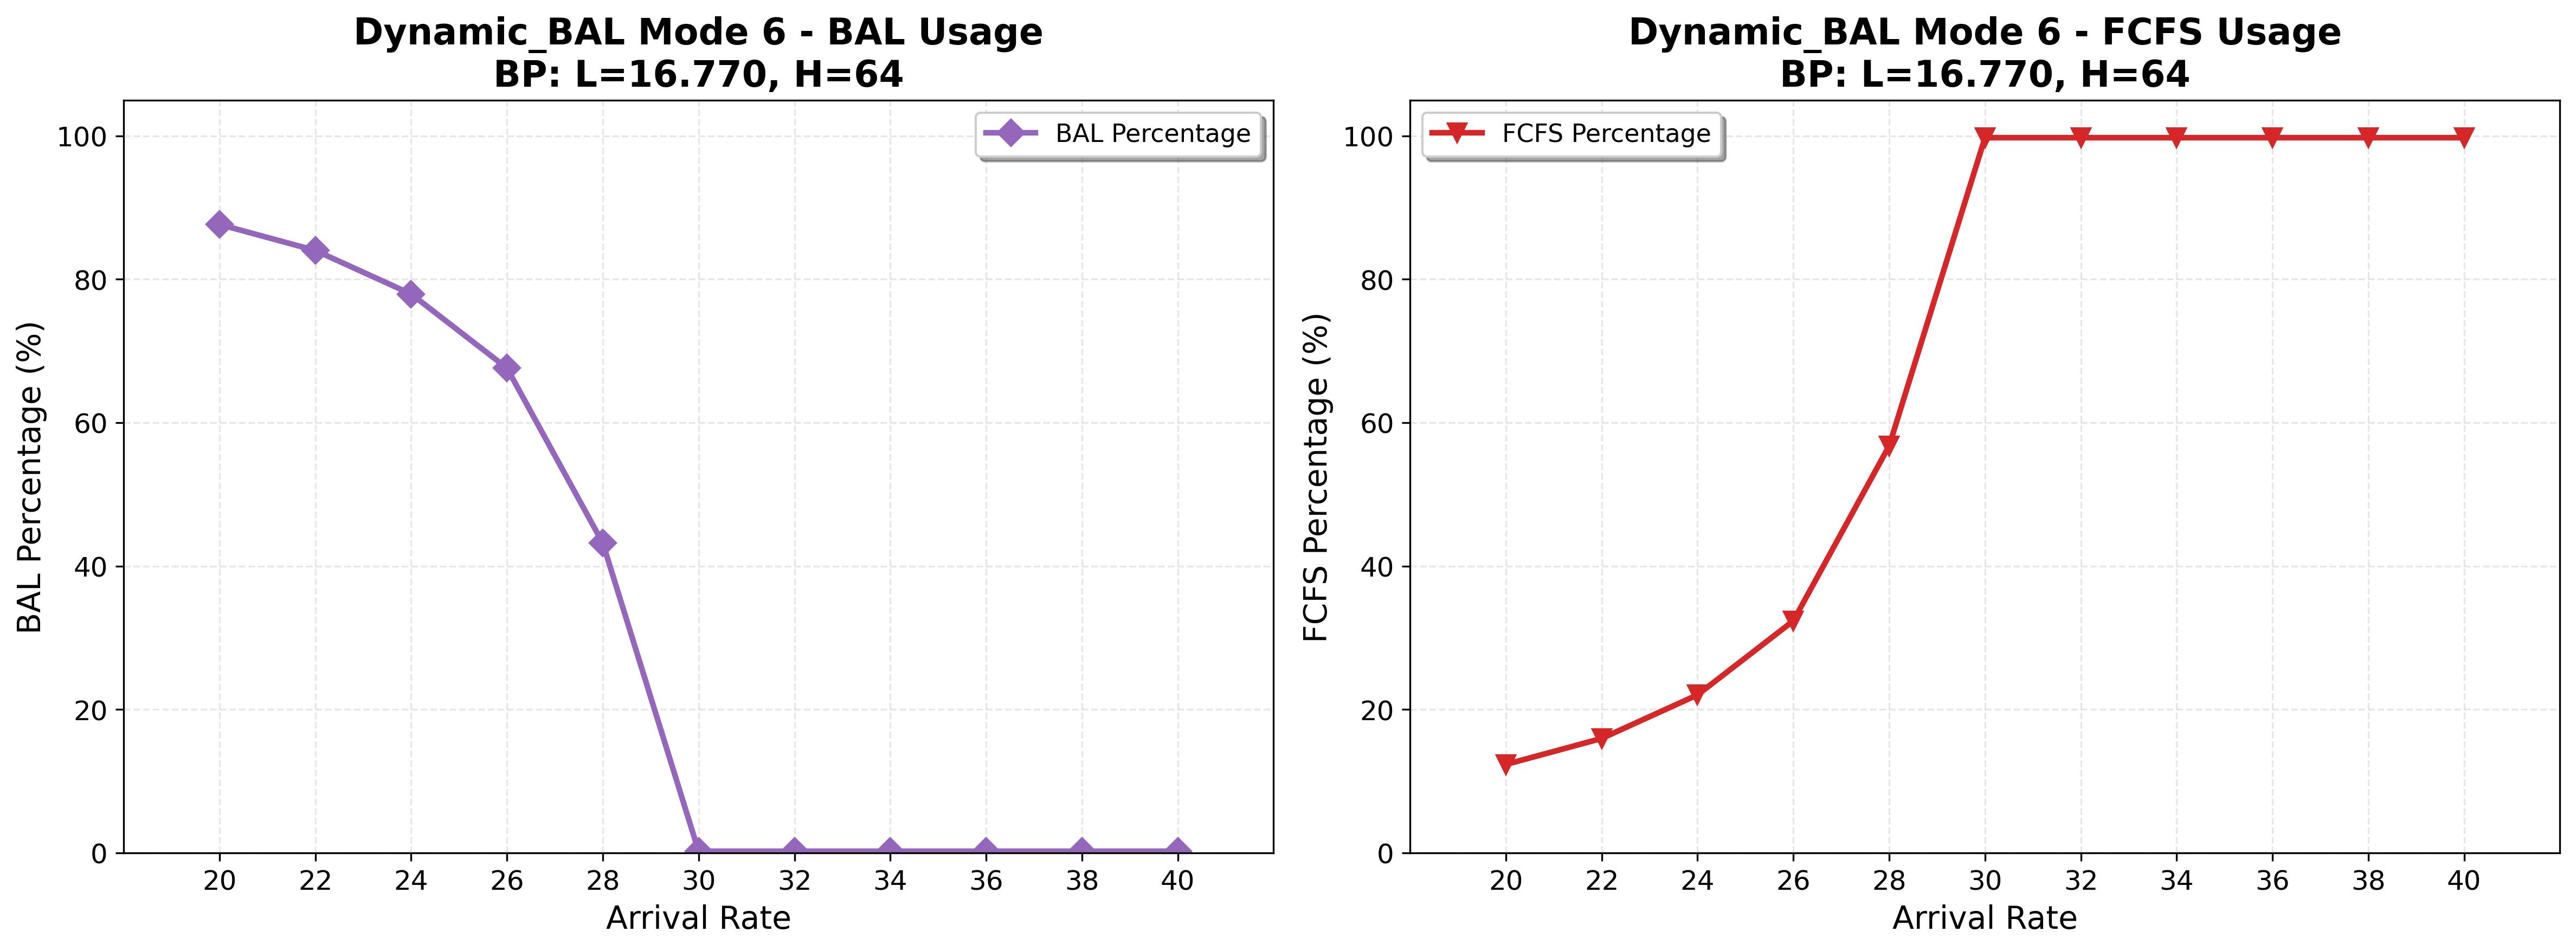 Dynamic_BAL Mode 6 - BAL Usage
BP: L=16.770, H=64
BAL Percentage
100
80
60
40
20
0
BAL Percentage (%)
20 22 24 26 28 30 32 34 36 38 40
Arrival Rate
Dynamic_BAL Mode 6 - FCFS Usage
BP: L=16.770, H=64
FCFS Percentage
100
80
60
40
20
0
FCFS Percentage (%)
20 22 24 26 28 30 32 34 36 38 40
Arrival Rate